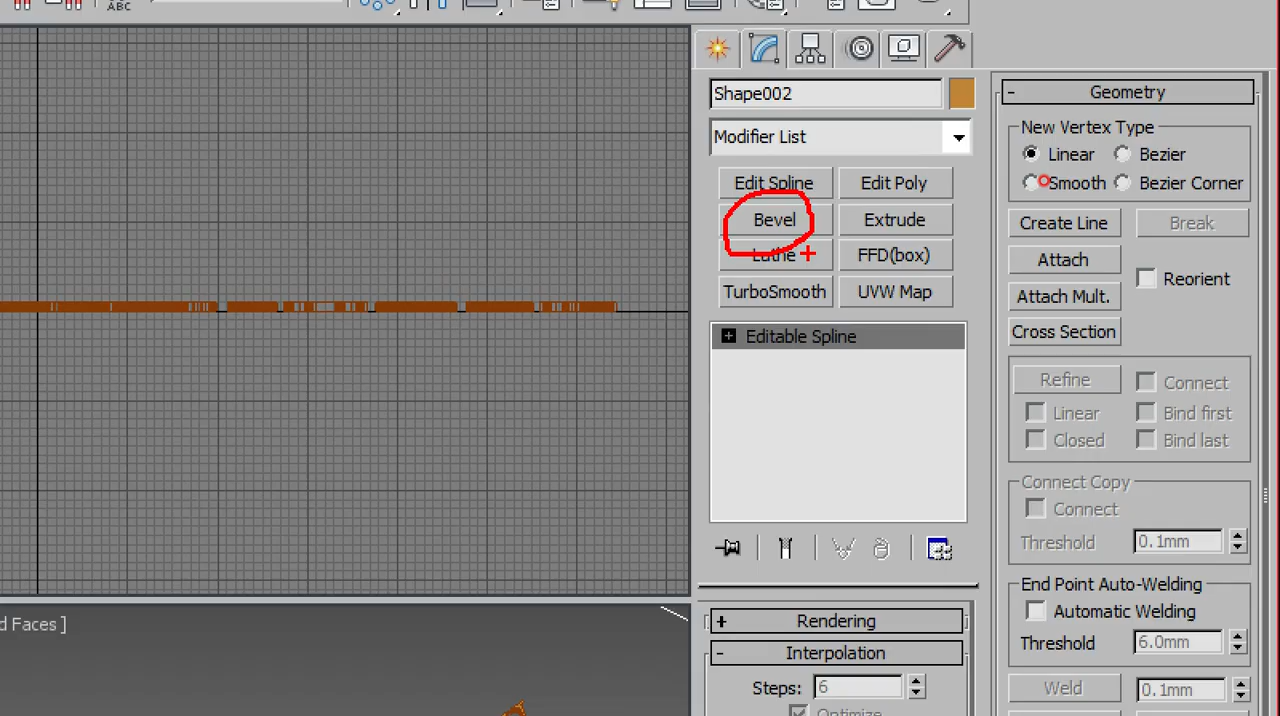 ABC
Shape002
Modifier List
Edit Spline
Edit Poly
Bevel
Extrude
Lathe
FFD(box)
TurboSmooth
UVW Map
+ Editable Spline
+ Rendering
- Interpolation
Steps: 6
Optimize
- Geometry
New Vertex Type
Linear
Bezier
Smooth
Bezier Corner
Create Line
Break
Attach
Reorient
Attach Mult.
Cross Section
Refine
Connect
Linear
Bind first
Closed
Bind last
Connect Copy
Connect
Threshold 0.1mm
End Point Auto-Welding
Automatic Welding
Threshold 6.0mm
Weld 0.1mm
d Faces ]